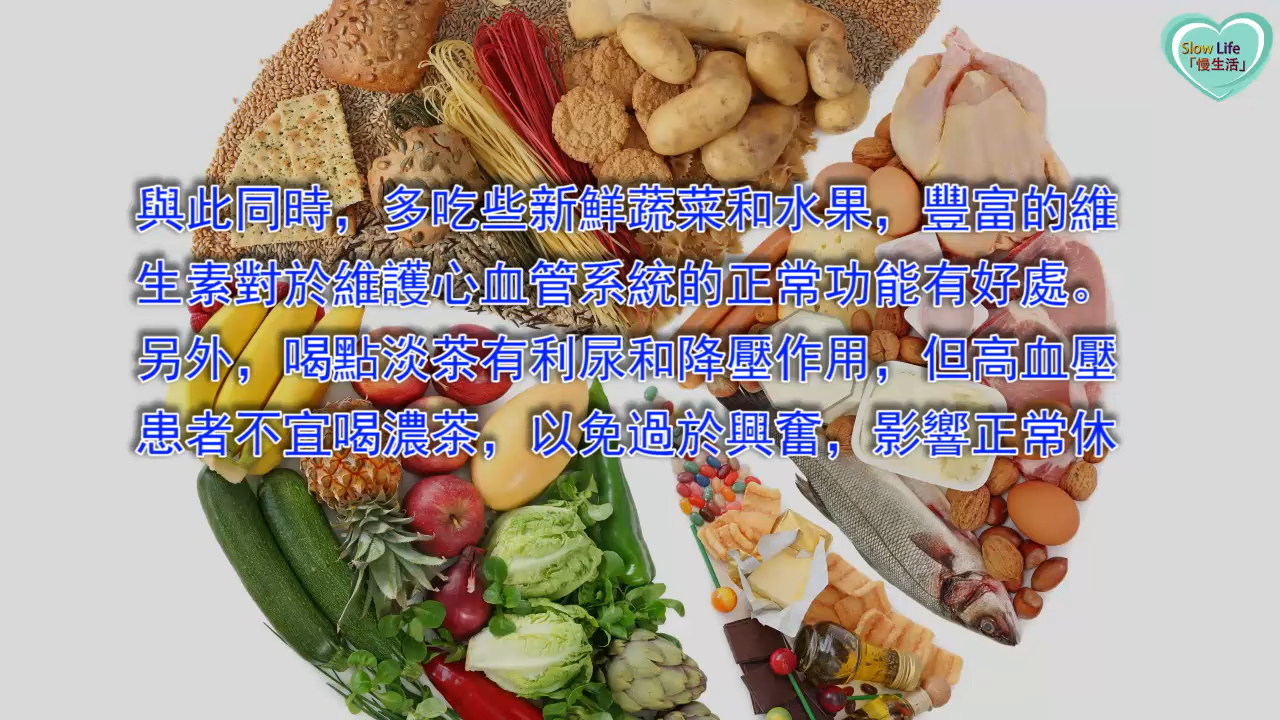 Slow Life
「慢生活」
與此同時，多吃些新鮮蔬菜和水果，豐富的維
生素對於維護心血管系統的正常功能有好處。
另外，喝點淡茶有利尿和降壓作用，但高血壓
患者不宜喝濃茶，以免過於興奮，影響正常休